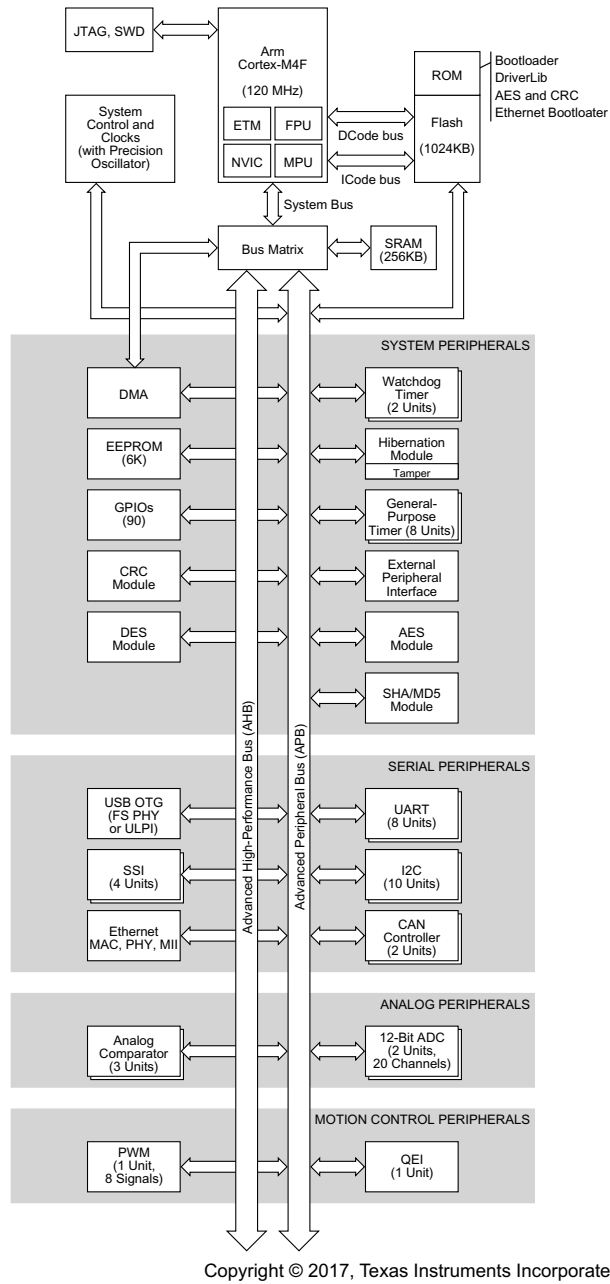 JTAG, SWD
Arm
Cortex-M4F
(120 MHz)
ETM
FPU
NVIC
MPU
ROM
Flash
(1024KB)
Bootloader
DriverLib
AES and CRC
Ethernet Bootloater
System
Control and
Clocks
(with Precision
Oscillator)
DCode bus
ICode bus
System Bus
Bus Matrix
SRAM
(256KB)
SYSTEM PERIPHERALS
DMA
Watchdog
Timer
(2 Units)
EEPROM
(6K)
Hibernation
Module
Tamper
GPIOs
(90)
General-
Purpose
Timer (8 Units)
CRC
Module
External
Peripheral
Interface
DES
Module
AES
Module
SHA/MD5
Module
Advanced High-Performance Bus (AHB)
Advanced Peripheral Bus (APB)
SERIAL PERIPHERALS
USB OTG
(FS PHY
or ULPI)
UART
(8 Units)
SSI
(4 Units)
I2C
(10 Units)
Ethernet
MAC, PHY, MII
CAN
Controller
(2 Units)
ANALOG PERIPHERALS
Analog
Comparator
(3 Units)
12-Bit ADC
(2 Units,
20 Channels)
MOTION CONTROL PERIPHERALS
PWM
(1 Unit,
8 Signals)
QEI
(1 Unit)
Copyright © 2017, Texas Instruments Incorporate